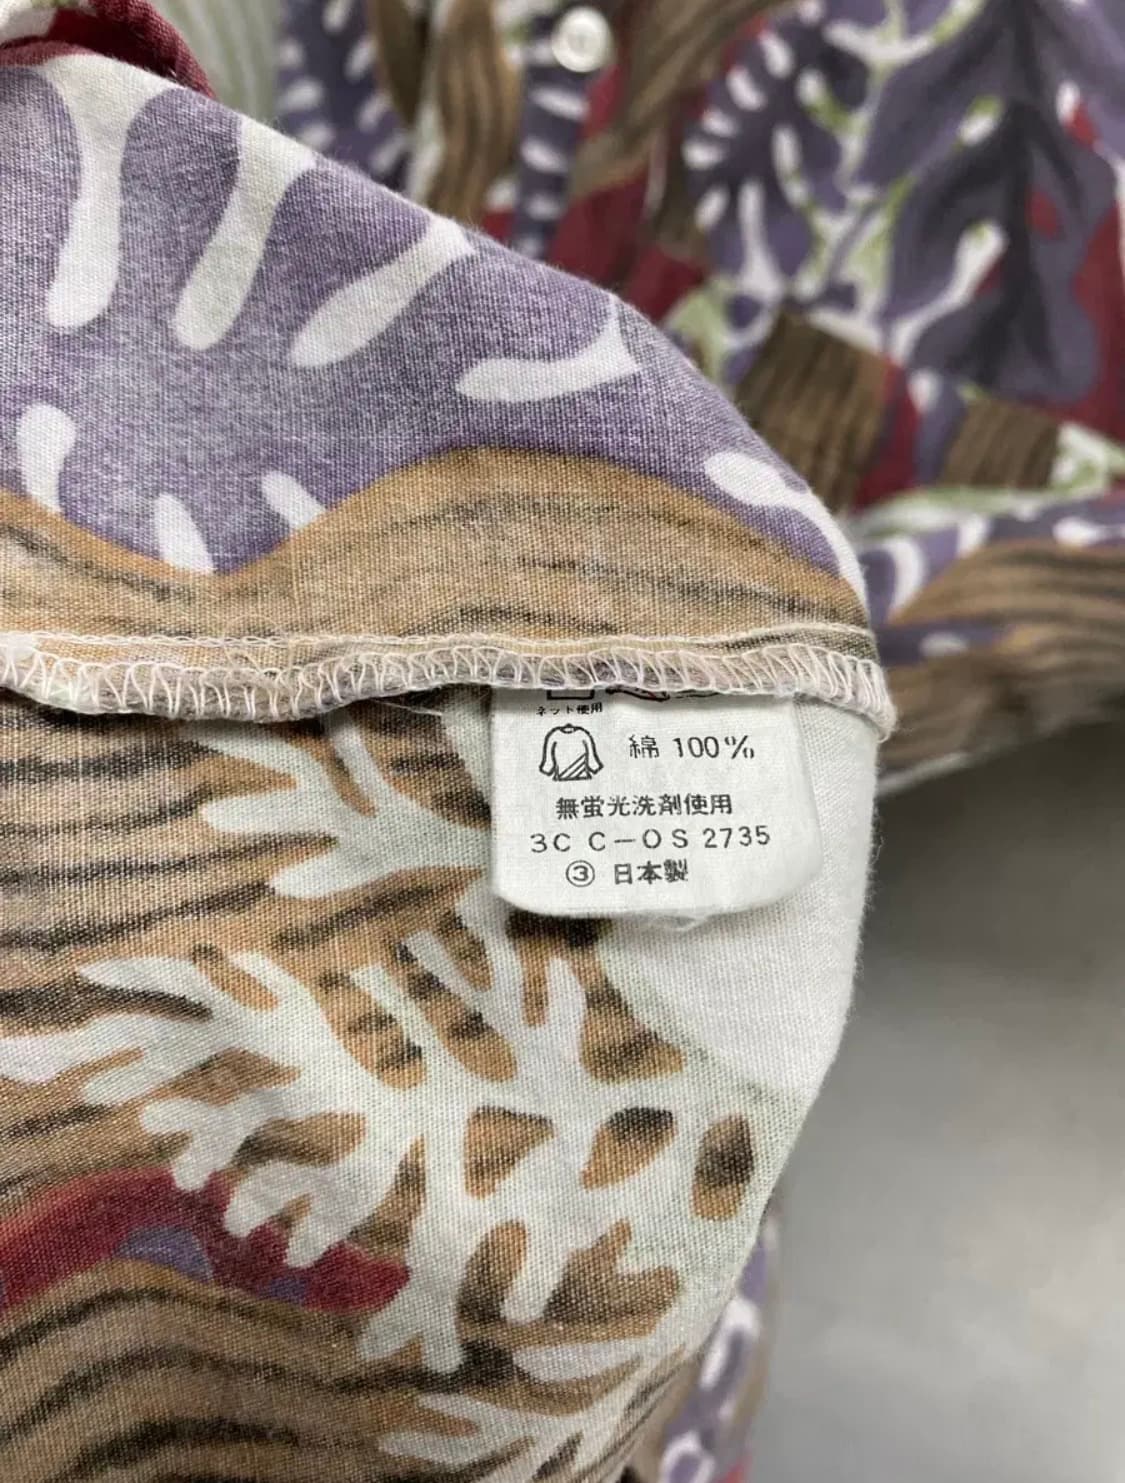 ネット使用
綿 100%
無蛍光洗剤使用
3C C-OS 2735
③ 日本製